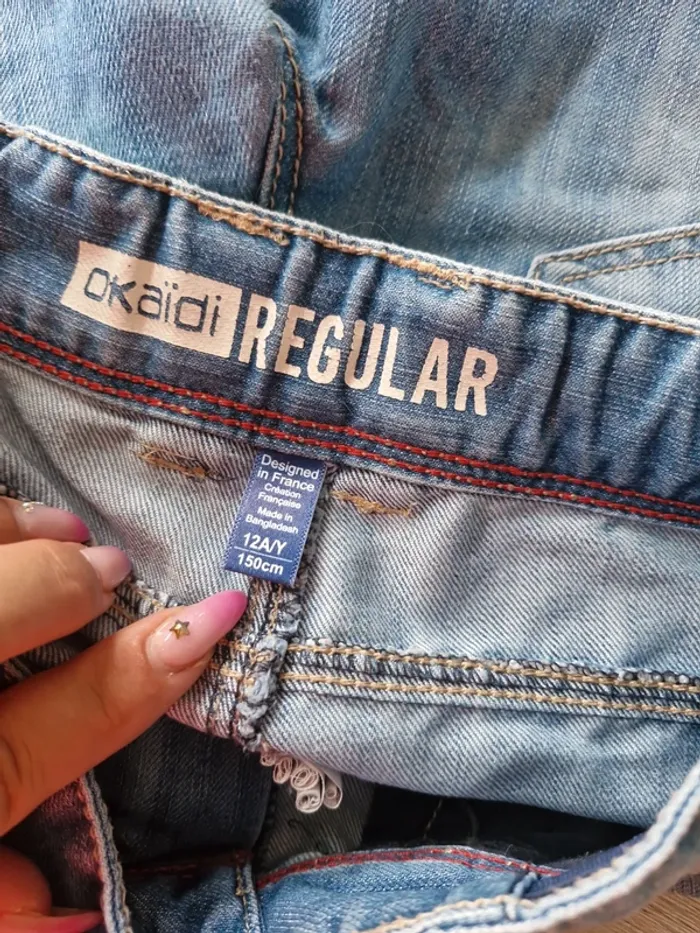 okaïdi REGULAR
Designed
in France
Création
Française
Made in
Bangladesh
12A/Y
150cm